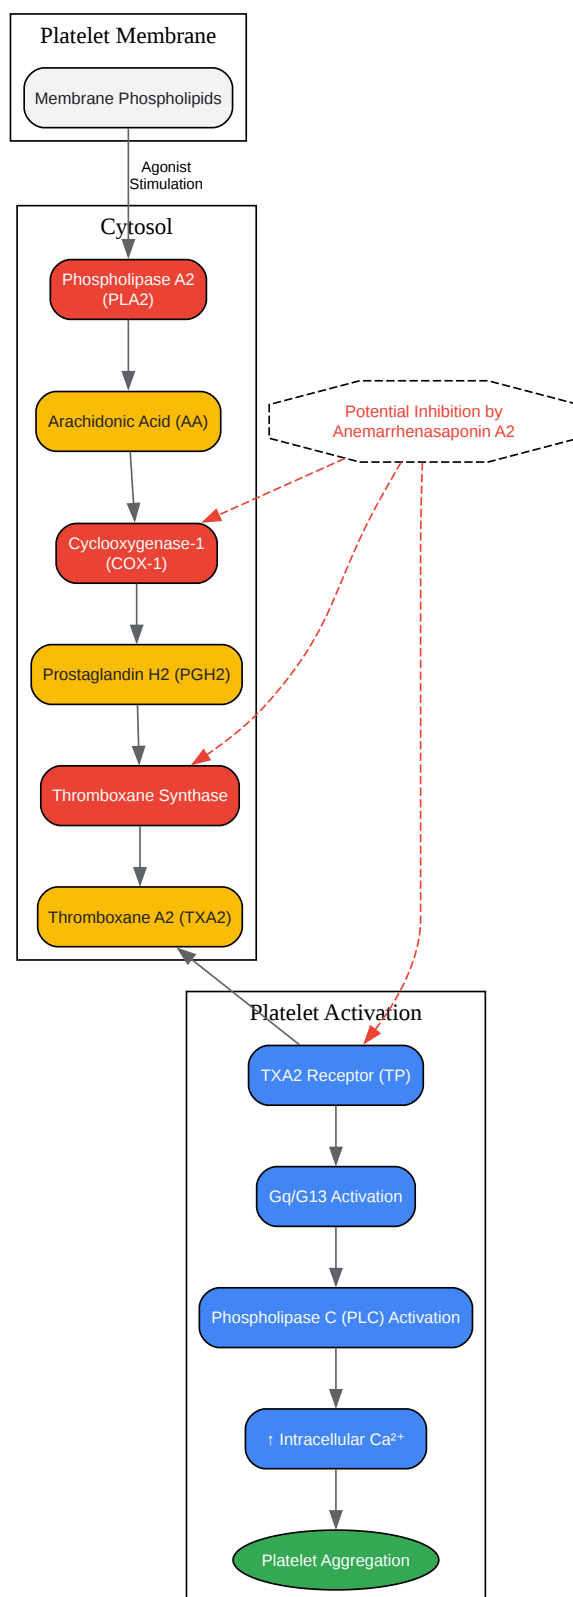 Platelet Membrane
Membrane Phospholipids
Agonist
Stimulation
Cytosol
Phospholipase A2
(PLA2)
Arachidonic Acid (AA)
Potential Inhibition by
Anemarrhenasaponin A2
Cyclooxygenase-1
(COX-1)
Prostaglandin H2 (PGH2)
Thromboxane Synthase
Thromboxane A2 (TXA2)
Platelet Activation
TXA2 Receptor (TP)
Gq/G13 Activation
Phospholipase C (PLC) Activation
↑ Intracellular Ca²⁺
Platelet Aggregation